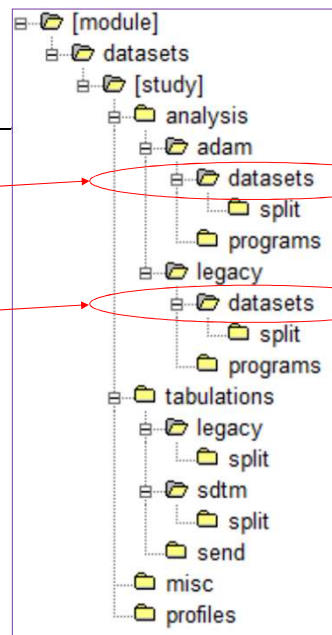 [module]
datasets
[study]
analysis
adam
datasets
split
programs
legacy
datasets
split
programs
tabulations
legacy
split
sdtm
split
send
misc
profiles